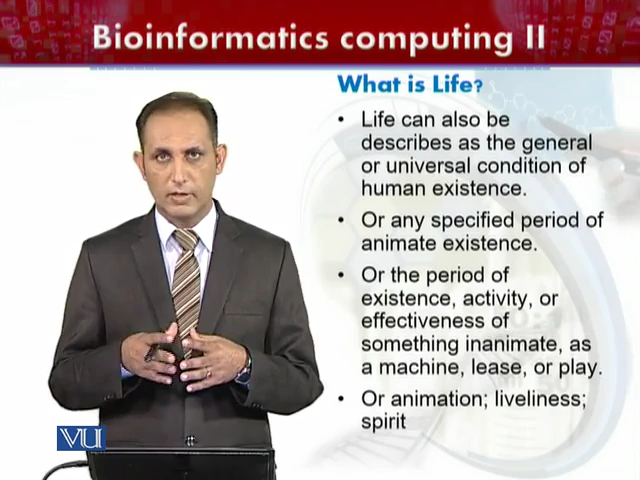 Bioinformatics computing II
What is Life?
• Life can also be
describes as the general
or universal condition of
human existence.
• Or any specified period of
animate existence.
• Or the period of
existence, activity, or
effectiveness of
something inanimate, as
a machine, lease, or play.
• Or animation; liveliness;
spirit
VU